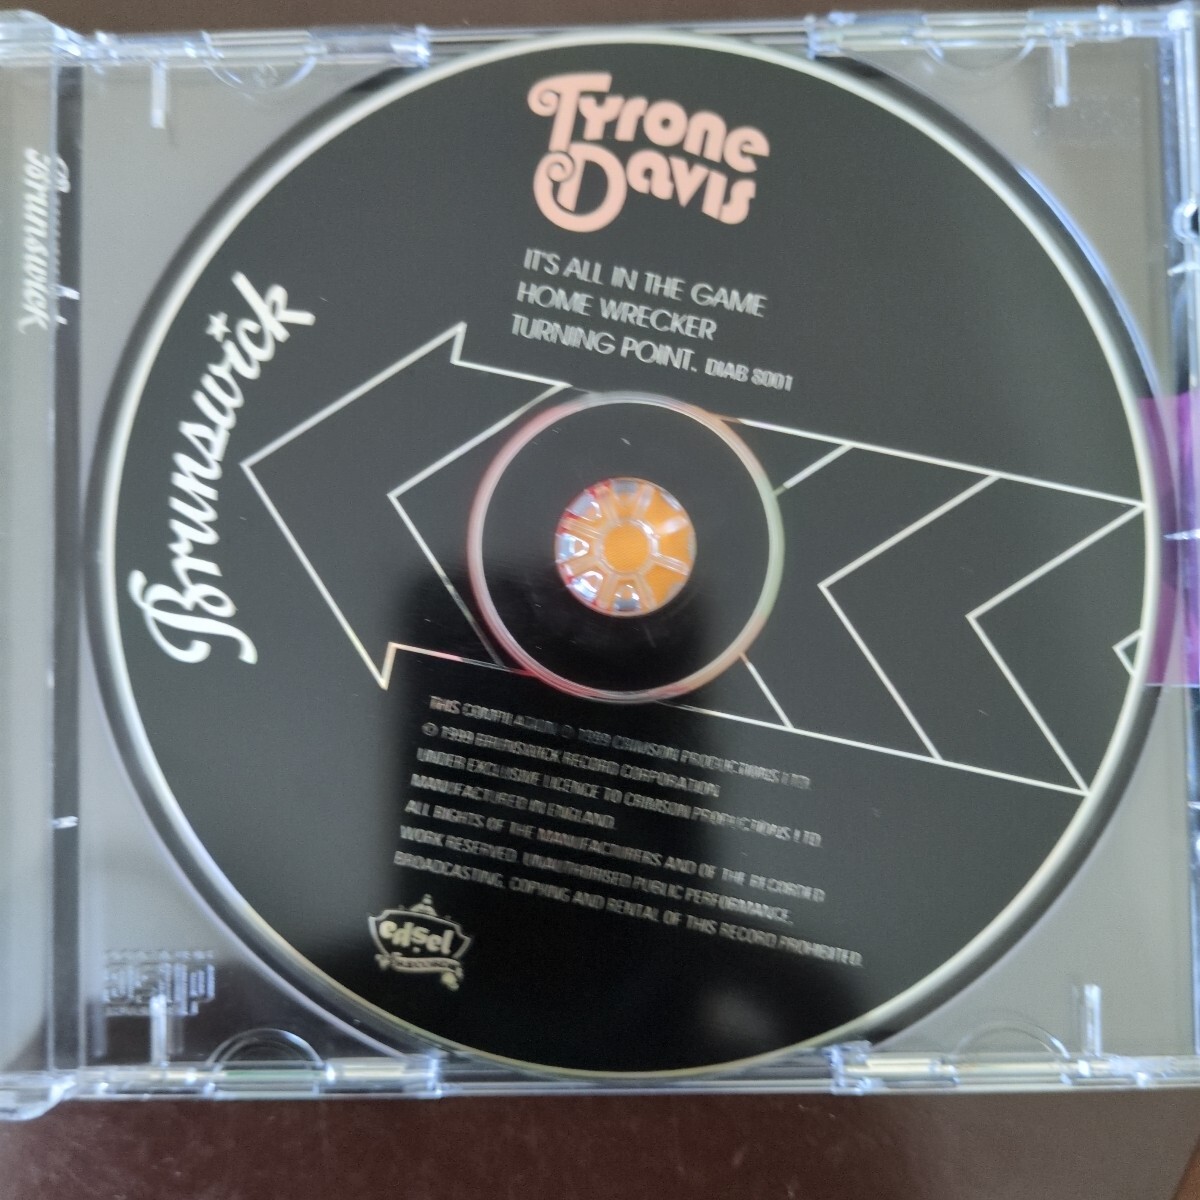 Tyrone
Davis
IT'S ALL IN THE GAME
HOME WRECKER
TURNING POINT. DIAB 8001
Brunswick
THIS COMPILATION © 1999 CRIMSON PRODUCTIONS LTD.
© 1999 BRUNSWICK RECORD CORPORATION
UNDER EXCLUSIVE LICENCE TO CRIMSON PRODUCTIONS LTD.
MANUFACTURED IN ENGLAND.
ALL RIGHTS OF THE MANUFACTURERS AND OF THE RECORDED
WORK RESERVED. UNAUTHORISED PUBLIC PERFORMANCE,
BROADCASTING, COPYING AND RENTAL OF THIS RECORD PROHIBITED.
edsel
Brunswick